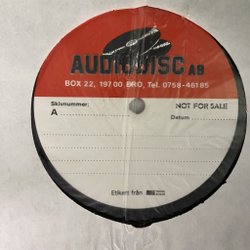 AUDIODISC AB
BOX 22, 197 00 BRO, Tel. 0758-461 85
Skivnummer:
NOT FOR SALE
A
Datum
Etikett från